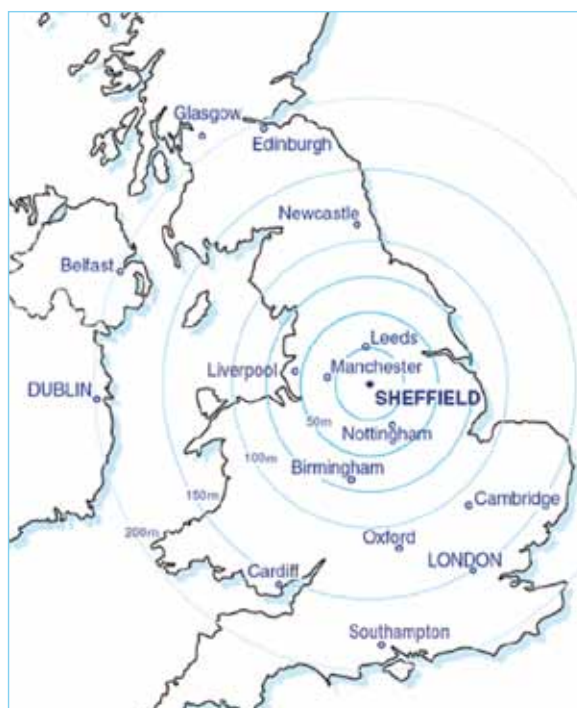 Glasgow
Edinburgh
Newcastle
Belfast
Leeds
Liverpool
Manchester
DUBLIN
SHEFFIELD
50m
Nottingham
100m
Birmingham
150m
Cambridge
200m
Oxford
Cardiff
LONDON
Southampton